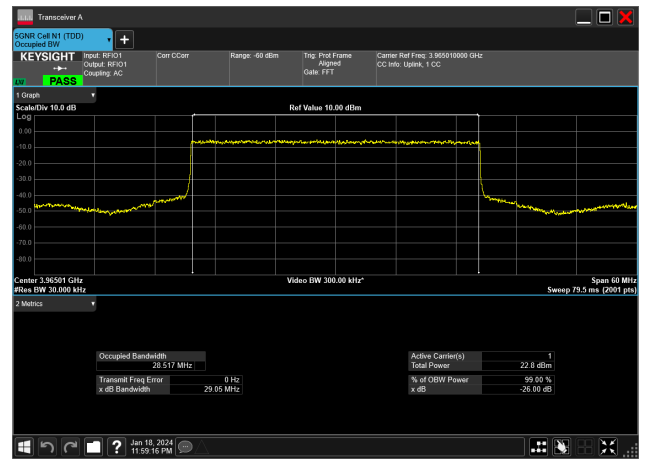 Transceiver A
5GNR Cell N1 (TDD)
Occupied BW
KEYSIGHT
LW PASS
Input: RFIO1
Output: RFIO1
Coupling: AC
Corr CCorr
Range: -60 dBm
Trig: Prot Frame
Aligned
Gate: FFT
Carrier Ref Freq: 3.965010000 GHz
CC Info: Uplink, 1 CC
1 Graph
Scale/Div 10.0 dB
Ref Value 10.00 dBm
Log
0.00
-10.0
-20.0
-30.0
-40.0
-50.0
-60.0
-70.0
-80.0
Center 3.96501 GHz
Video BW 300.00 kHz*
Span 60 MHz
#Res BW 30.000 kHz
Sweep 79.5 ms (2001 pts)
2 Metrics
Occupied Bandwidth
28.517 MHz
Transmit Freq Error 0 Hz
x dB Bandwidth 29.05 MHz
Active Carrier(s) 1
Total Power 22.8 dBm
% of OBW Power 99.00 %
x dB -26.00 dB
Jan 18, 2024
11:59:16 PM